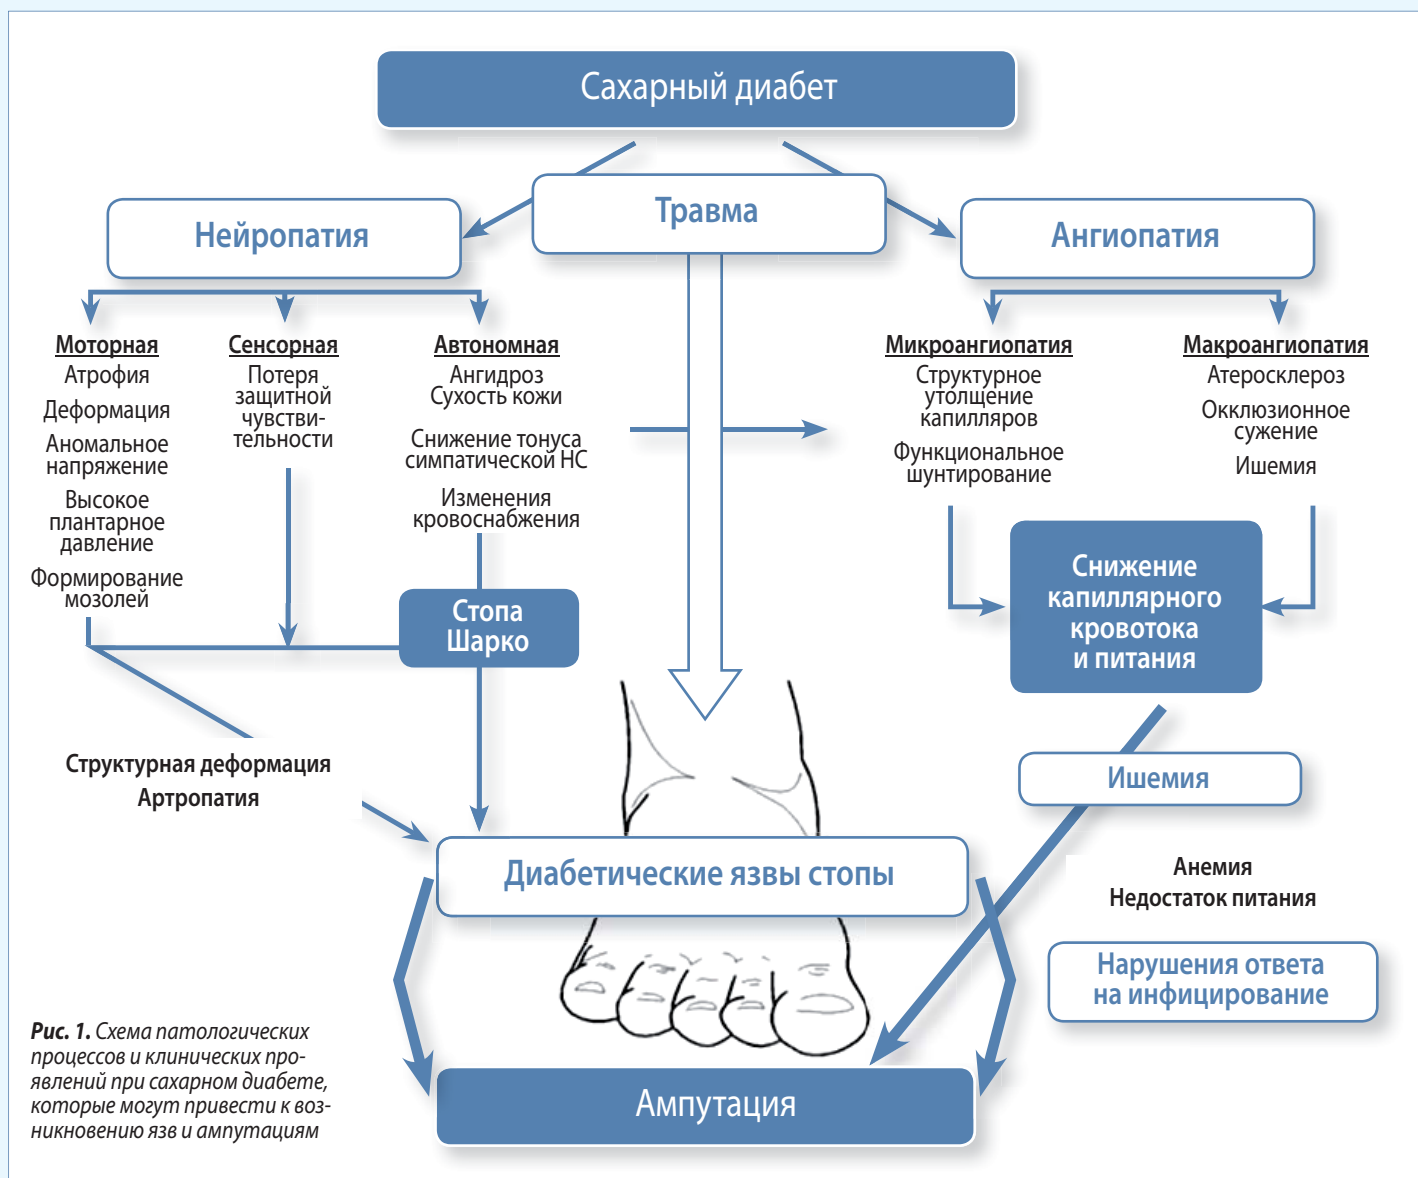 Сахарный диабет
Травма
Нейропатия
Ангиопатия
Моторная
Атрофия
Деформация
Аномальное
напряжение
Высокое
плантарное
давление
Формирование
мозолей
Сенсорная
Потеря
защитной
чувстви-
тельности
Автономная
Ангидроз
Сухость кожи
Снижение тонуса
симпатической НС
Изменения
кровоснабжения
Микроангиопатия
Структурное
утолщение
капилляров
Функциональное
шунтирование
Макроангиопатия
Атеросклероз
Окклюзионное
сужение
Ишемия
Стопа
Шарко
Снижение
капиллярного
кровотока
и питания
Структурная деформация
Артропатия
Ишемия
Диабетические язвы стопы
Анемия
Недостаток питания
Нарушения ответа
на инфицирование
Ампутация
Рис. 1. Схема патологических
процессов и клинических про-
явлений при сахарном диабете,
которые могут привести к воз-
никновению язв и ампутациям